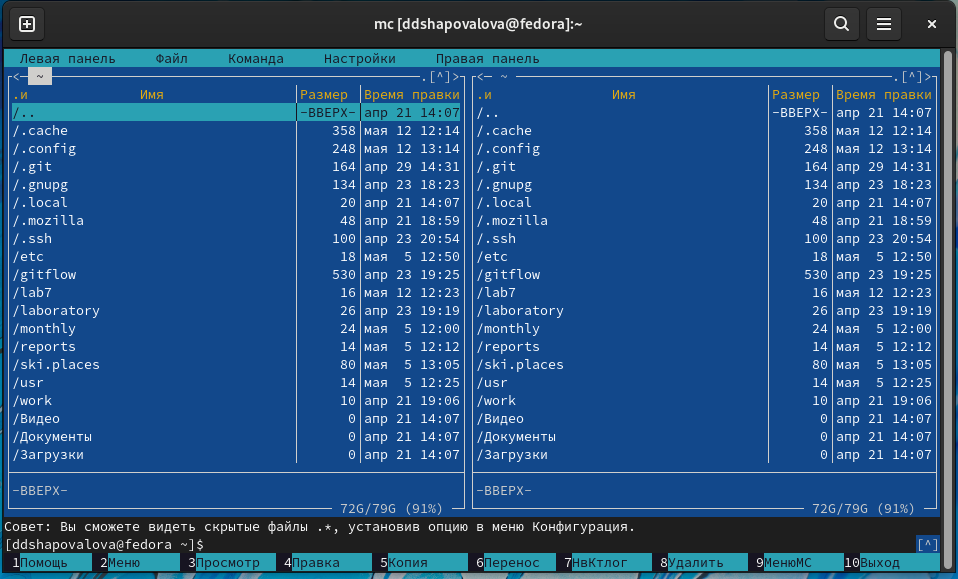 mc [ddshapovalova@fedora]:~
Левая панель Файл Команда Настройки Правая панель
<─ ~ .[^]> <─ ~ .[^]>
.и Имя Размер Время правки .и Имя Размер Время правки
/.. -ВВЕРХ- апр 21 14:07 /.. -ВВЕРХ- апр 21 14:07
/.cache 358 мая 12 12:14 /.cache 358 мая 12 12:14
/.config 248 мая 12 13:14 /.config 248 мая 12 13:14
/.git 164 апр 29 14:31 /.git 164 апр 29 14:31
/.gnupg 134 апр 23 18:23 /.gnupg 134 апр 23 18:23
/.local 20 апр 21 14:07 /.local 20 апр 21 14:07
/.mozilla 48 апр 21 18:59 /.mozilla 48 апр 21 18:59
/.ssh 100 апр 23 20:54 /.ssh 100 апр 23 20:54
/etc 18 мая 5 12:50 /etc 18 мая 5 12:50
/gitflow 530 апр 23 19:25 /gitflow 530 апр 23 19:25
/lab7 16 мая 12 12:23 /lab7 16 мая 12 12:23
/laboratory 26 апр 23 19:19 /laboratory 26 апр 23 19:19
/monthly 24 мая 5 12:00 /monthly 24 мая 5 12:00
/reports 14 мая 5 12:12 /reports 14 мая 5 12:12
/ski.places 80 мая 5 13:05 /ski.places 80 мая 5 13:05
/usr 14 мая 5 12:25 /usr 14 мая 5 12:25
/work 10 апр 21 19:06 /work 10 апр 21 19:06
/Видео 0 апр 21 14:07 /Видео 0 апр 21 14:07
/Документы 0 апр 21 14:07 /Документы 0 апр 21 14:07
/Загрузки 0 апр 21 14:07 /Загрузки 0 апр 21 14:07
-ВВЕРХ- -ВВЕРХ-
72G/79G (91%) 72G/79G (91%)
Совет: Вы сможете видеть скрытые файлы .*, установив опцию в меню Конфигурация.
[ddshapovalova@fedora ~]$ [^]
1Помощь 2Меню 3Просмотр 4Правка 5Копия 6Перенос 7НвКтлог 8Удалить 9МенюМС 10Выход